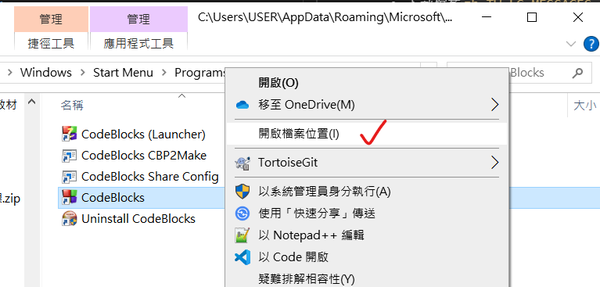 管理
管理
C:\Users\USER\AppData\Roaming\Microsoft\...
捷徑工具
應用程式工具
Windows
Start Menu
Programs
Blocks
名稱
大小
教材
.zip
CodeBlocks (Launcher)
CodeBlocks CBP2Make
CodeBlocks Share Config
CodeBlocks
Uninstall CodeBlocks
開啟(O)
移至 OneDrive(M)
開啟檔案位置(I)
TortoiseGit
以系統管理員身分執行(A)
使用「快速分享」傳送
以 Notepad++ 編輯
以 Code 開啟
疑難排解相容性(Y)